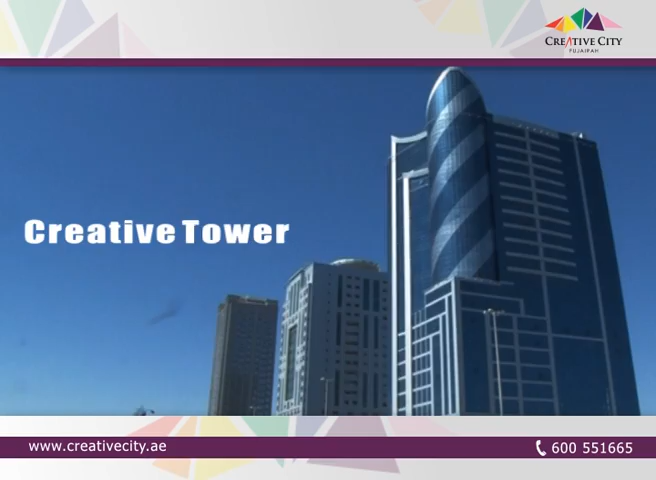 CREATIVE CITY
FUJAIRAH
Creative Tower
www.creativecity.ae
600 551665